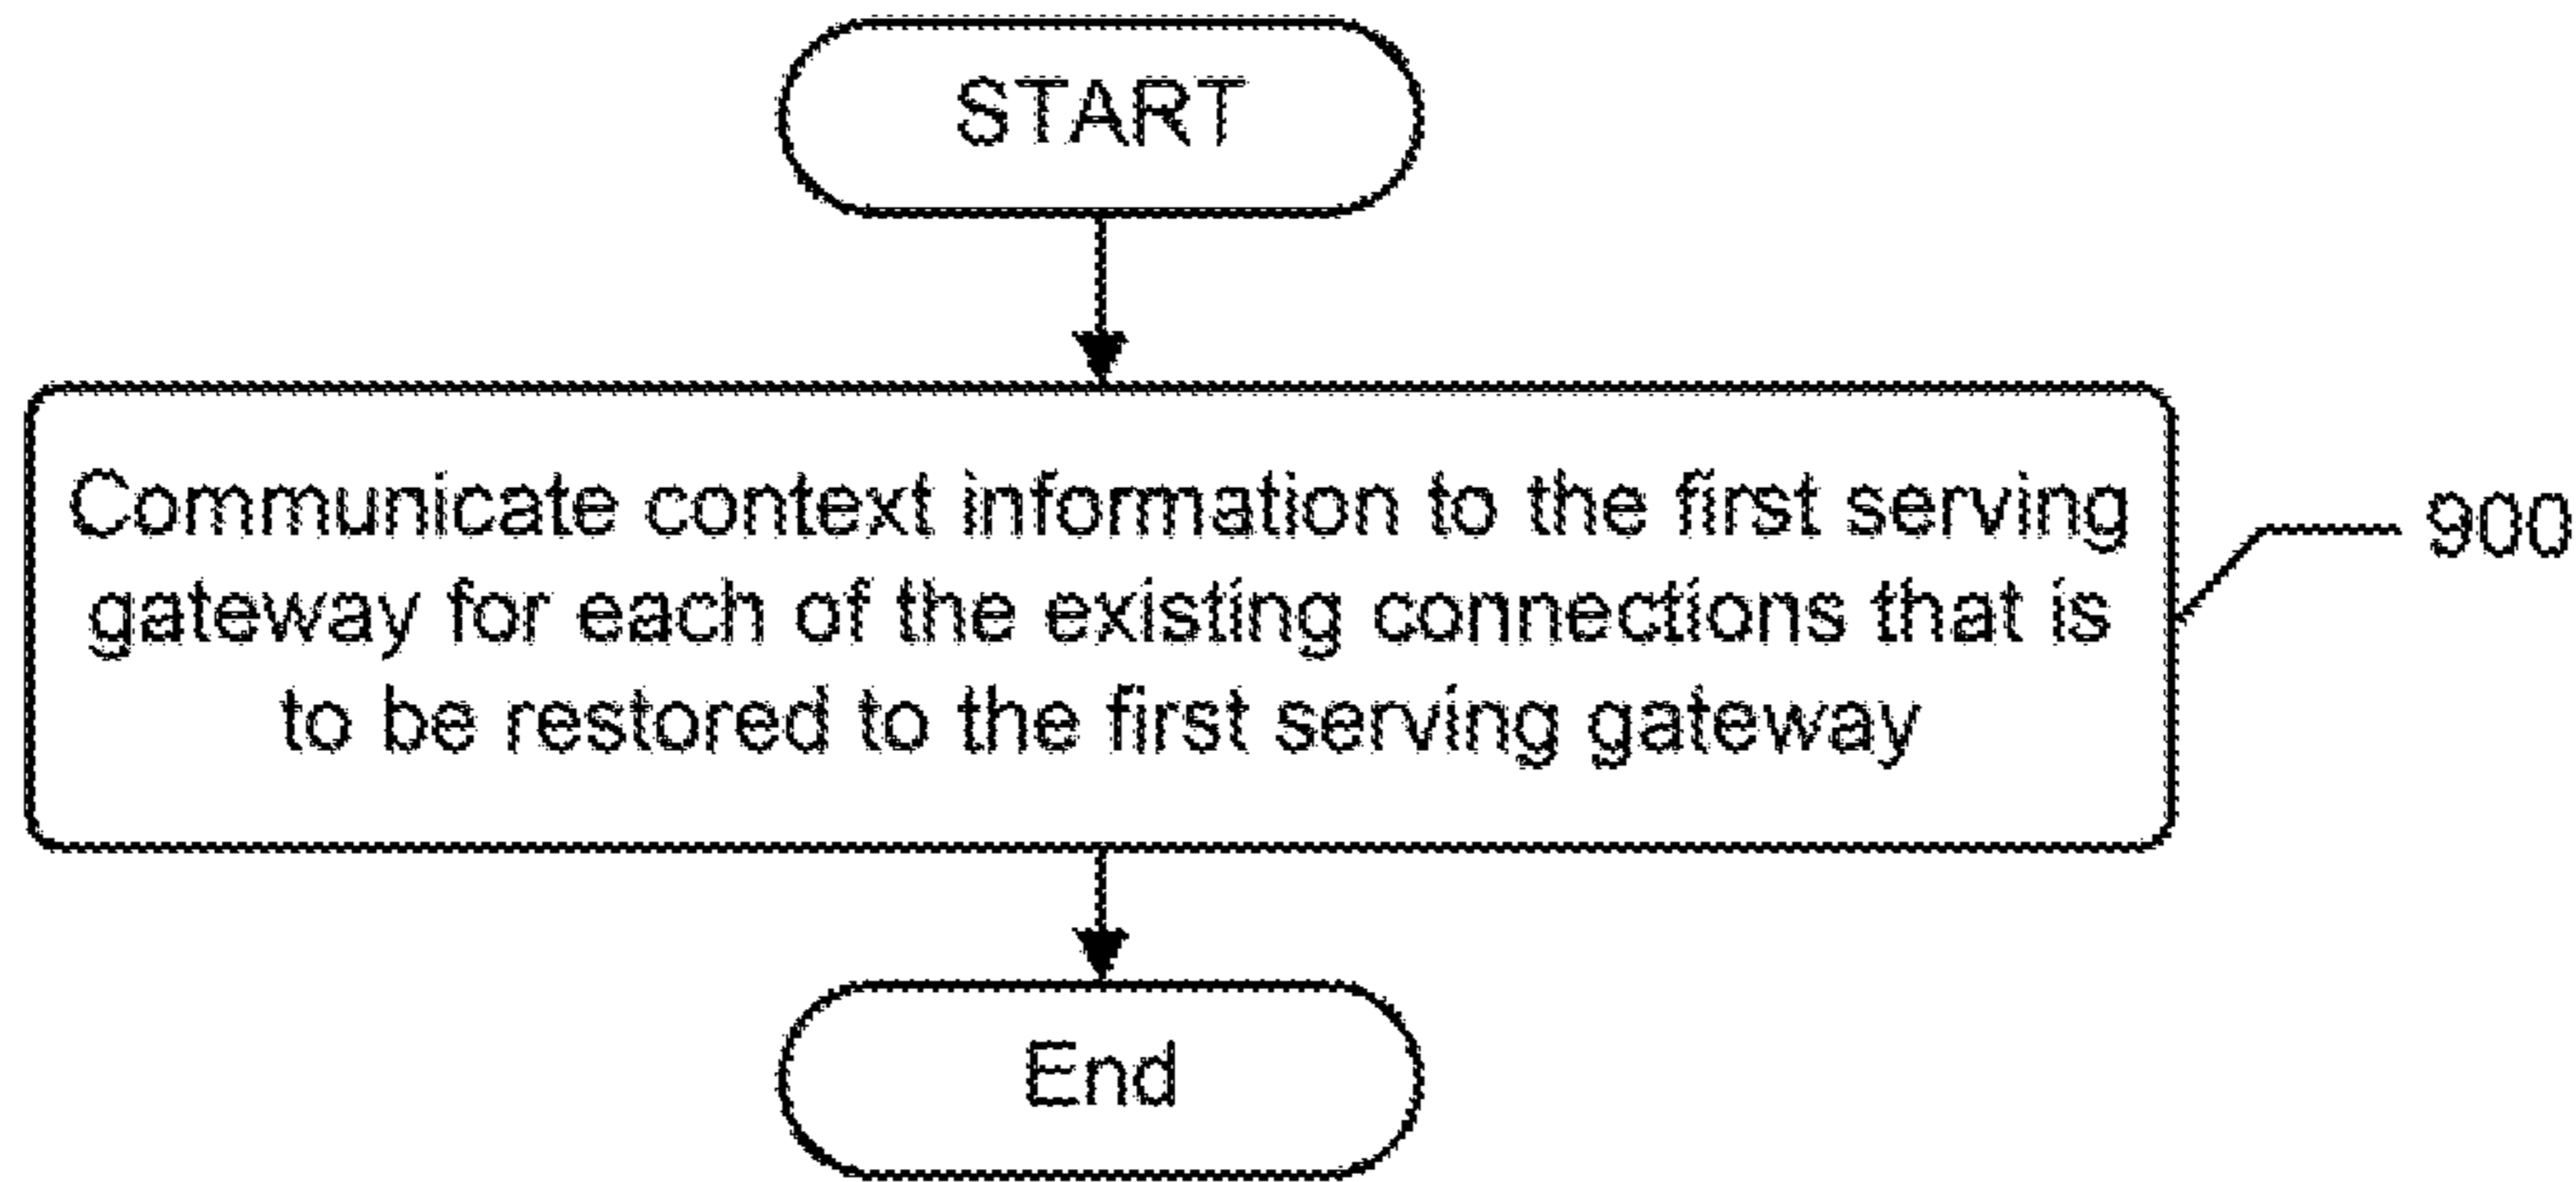 START
Communicate context information to the first serving
gateway for each of the existing connections that is
to be restored to the first serving gateway
900
End